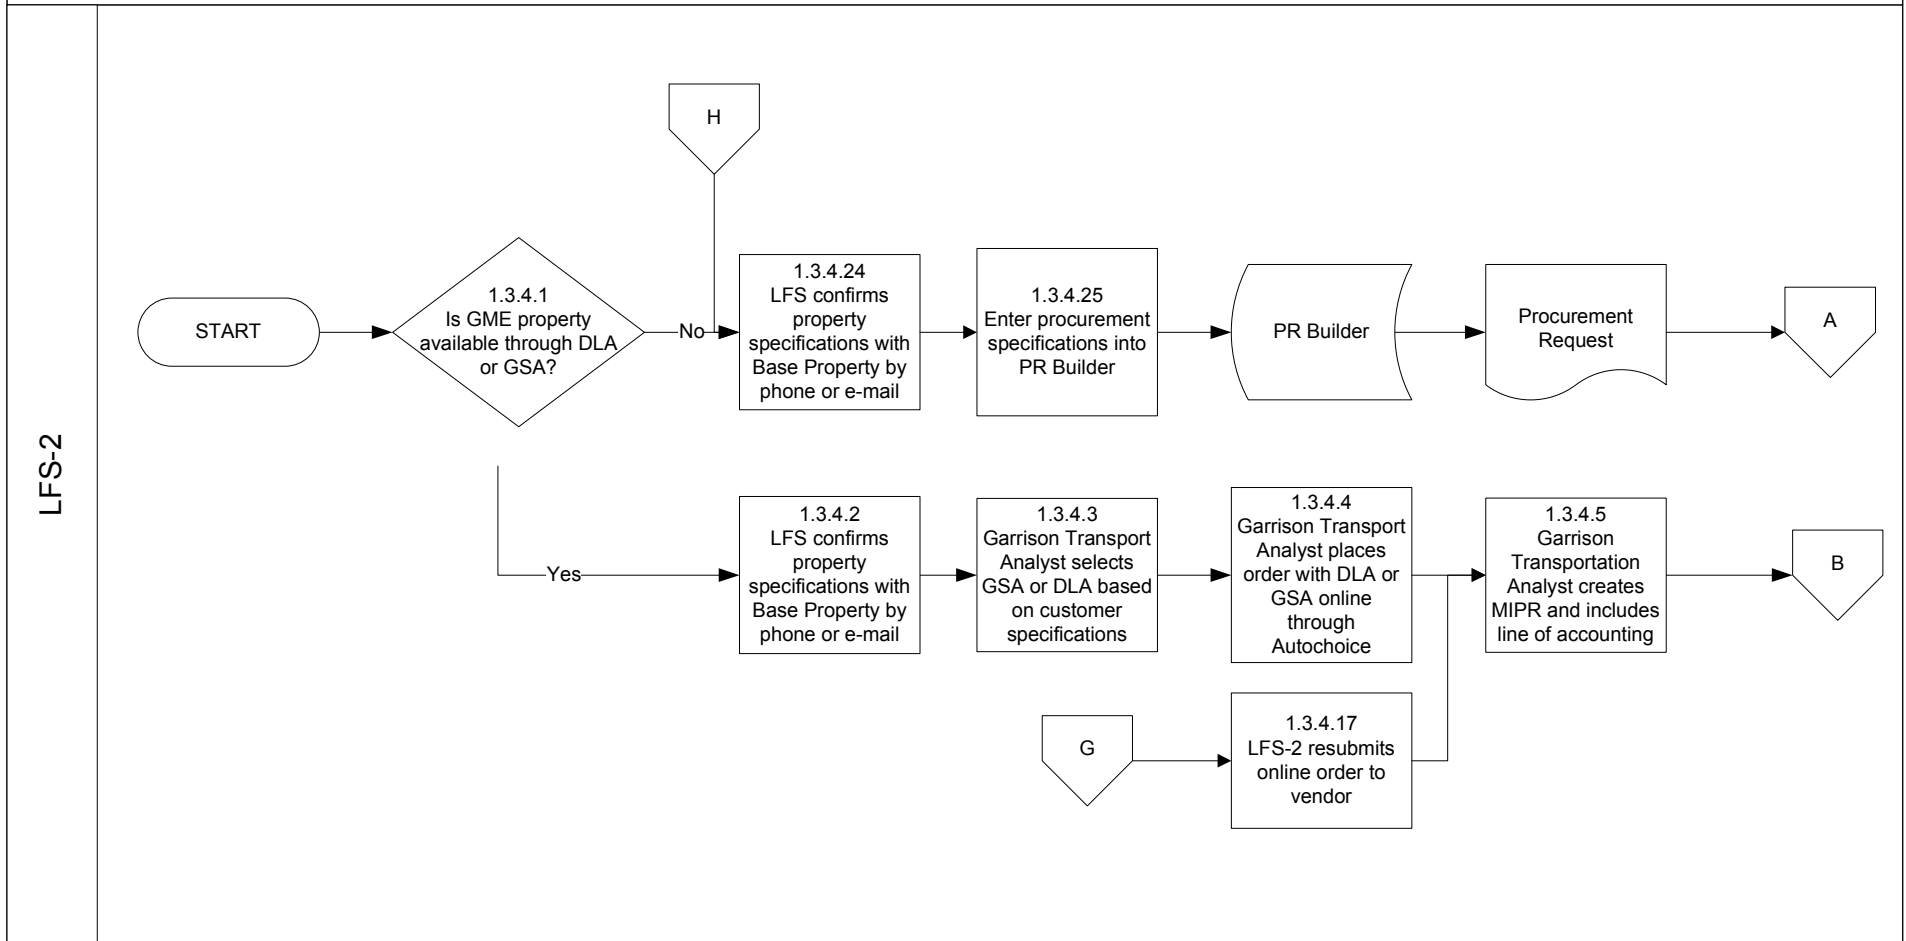 LFS-2
H
START
1.3.4.1
Is GME property
available through DLA
or GSA?
No
1.3.4.24
LFS confirms
property
specifications with
Base Property by
phone or e-mail
1.3.4.25
Enter procurement
specifications into
PR Builder
PR Builder
Procurement
Request
A
Yes
1.3.4.2
LFS confirms
property
specifications with
Base Property by
phone or e-mail
1.3.4.3
Garrison Transport
Analyst selects
GSA or DLA based
on customer
specifications
1.3.4.4
Garrison Transport
Analyst places
order with DLA or
GSA online
through
Autochoice
1.3.4.5
Garrison
Transportation
Analyst creates
MIPR and includes
line of accounting
B
G
1.3.4.17
LFS-2 resubmits
online order to
vendor